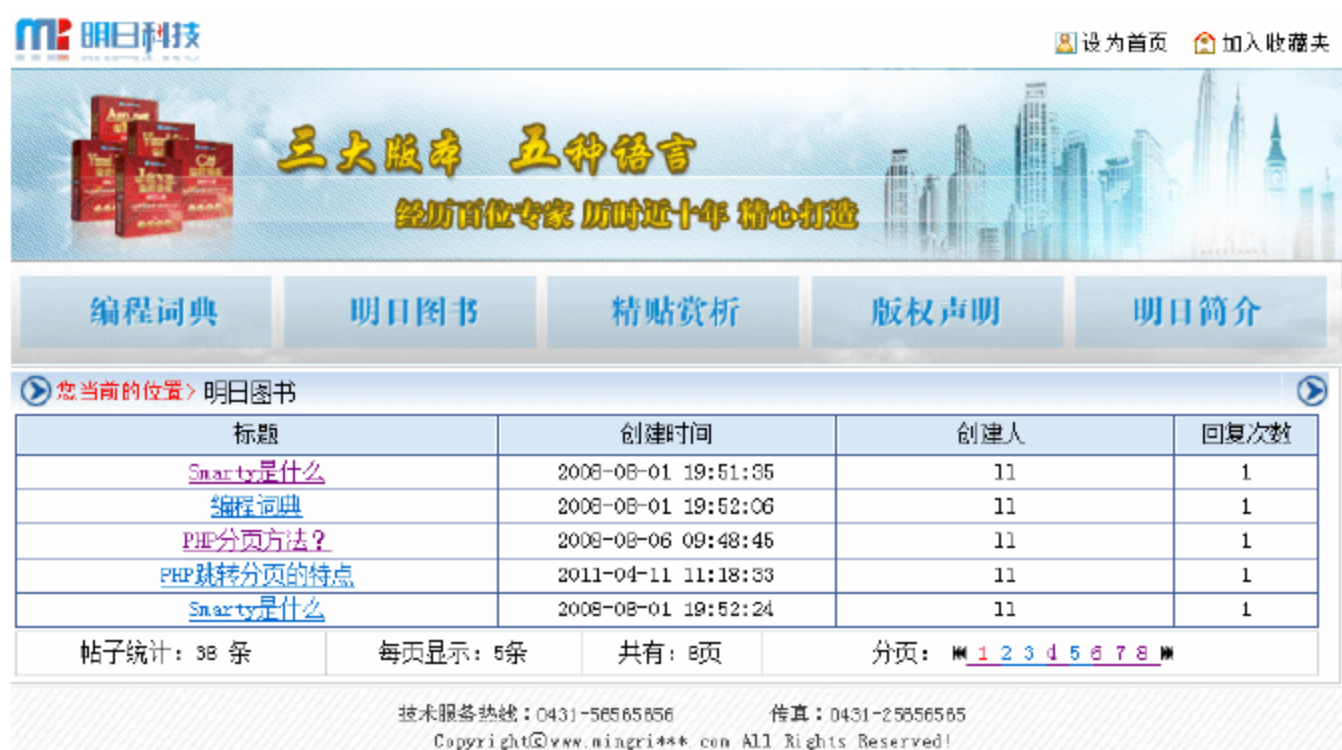 明日科技
设为首页 加入收藏夹
三大版本 五种语言
经历百位专家 历时近十年 精心打造
编程词典 明日图书 精贴赏析 版权声明 明日简介
您当前的位置> 明日图书
标题 创建时间 创建人 回复次数
Smarty是什么 2008-08-01 19:51:35 11 1
编程词典 2008-08-01 19:52:06 11 1
PHP分页方法？ 2008-08-06 09:48:45 11 1
PHP跳转分页的特点 2011-04-11 11:18:33 11 1
Smarty是什么 2008-08-01 19:52:24 11 1
帖子统计：38 条 每页显示：5条 共有：8页 分页： 1 2 3 4 5 6 7 8
技术服务热线：0431-56565656 传真：0431-25656565
Copyright©www.mingri***.com All Rights Reserved!